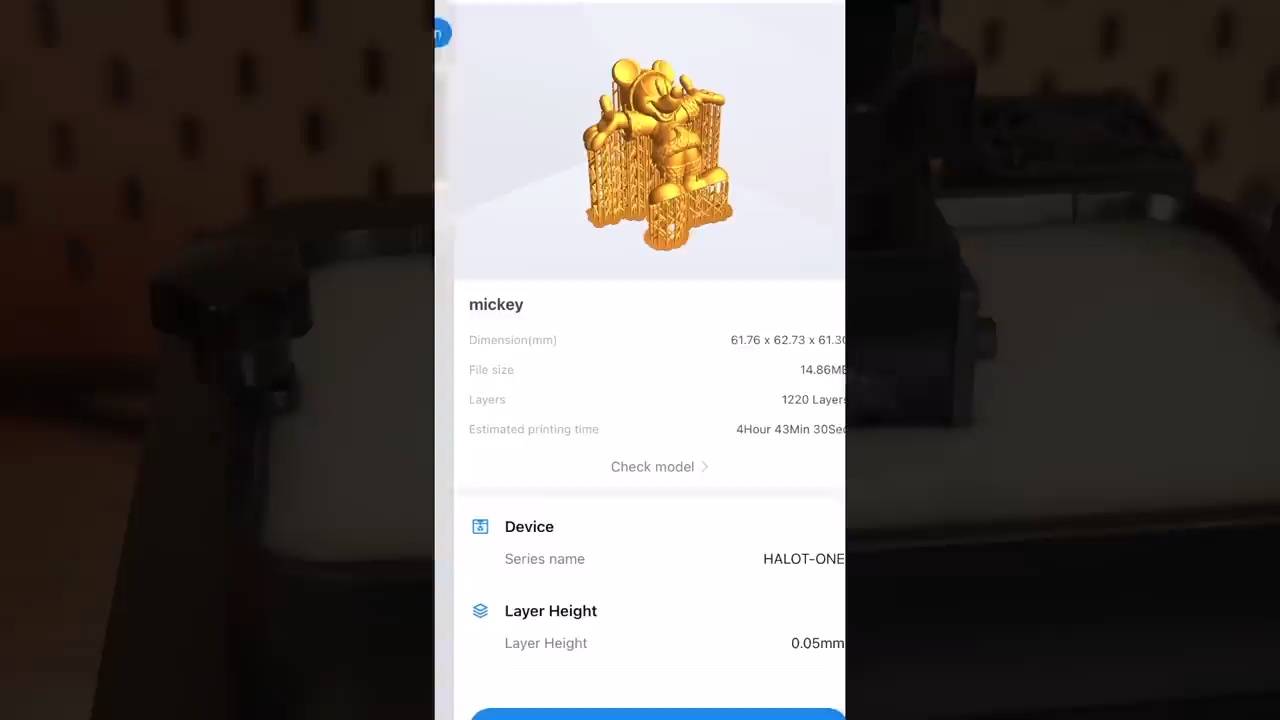 n
mickey
Dimension(mm) 61.76 x 62.73 x 61.30
File size 14.86MB
Layers 1220 Layers
Estimated printing time 4Hour 43Min 30Sec
Check model
Device
Series name HALOT-ONE
Layer Height
Layer Height 0.05mm